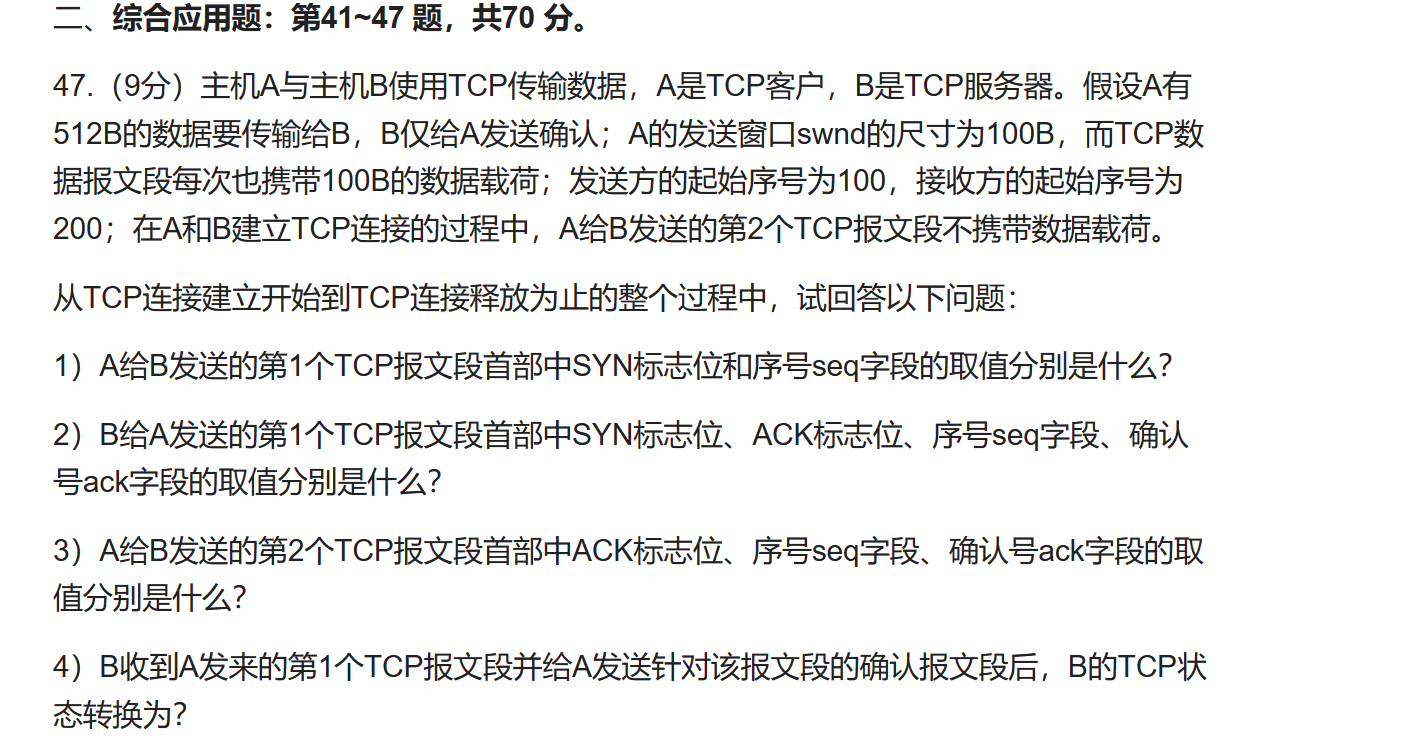 二、综合应用题：第41~47 题，共70 分。
47.（9分）主机A与主机B使用TCP传输数据，A是TCP客户，B是TCP服务器。假设A有
512B的数据要传输给B，B仅给A发送确认；A的发送窗口swnd的尺寸为100B，而TCP数
据报文段每次也携带100B的数据载荷；发送方的起始序号为100，接收方的起始序号为
200；在A和B建立TCP连接的过程中，A给B发送的第2个TCP报文段不携带数据载荷。
从TCP连接建立开始到TCP连接释放为止的整个过程中，试回答以下问题：
1）A给B发送的第1个TCP报文段首部中SYN标志位和序号seq字段的取值分别是什么？
2）B给A发送的第1个TCP报文段首部中SYN标志位、ACK标志位、序号seq字段、确认
号ack字段的取值分别是什么？
3）A给B发送的第2个TCP报文段首部中ACK标志位、序号seq字段、确认号ack字段的取
值分别是什么？
4）B收到A发来的第1个TCP报文段并给A发送针对该报文段的确认报文段后，B的TCP状
态转换为？